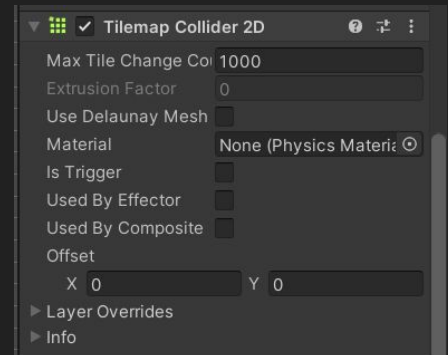 Tilemap Collider 2D
Max Tile Change Cou 1000
Extrusion Factor 0
Use Delaunay Mesh
Material None (Physics Materia
Is Trigger
Used By Effector
Used By Composite
Offset
X 0 Y 0
Layer Overrides
Info